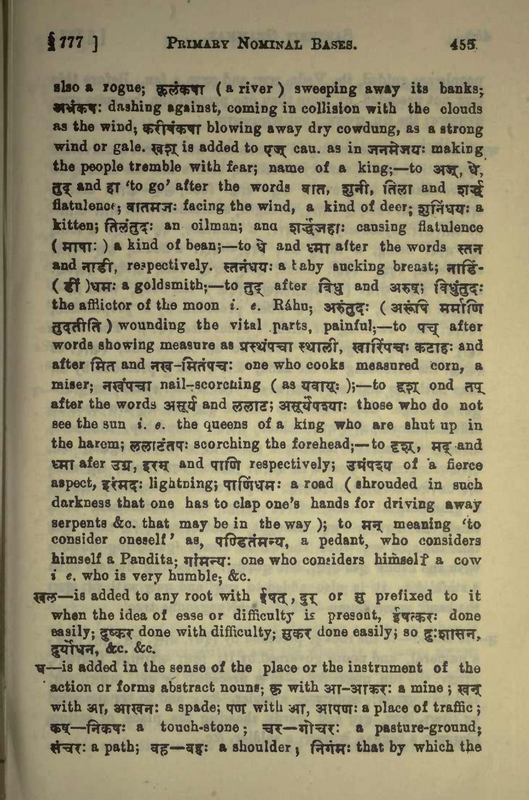 § 777 ] PRIMARY NOMINAL BASES. 455
also a rogue; कूलंकषा ( a river ) sweeping away its banks;
अभ्रंकषः dashing against, coming in collision with the clouds
as the wind; करीषंकषा blowing away dry cowdung, as a strong
wind or gale. खश् is added to एज् cau. as in जनमेजयः making
the people tremble with fear; name of a king;—to अज्, धे,
तुद् and हा 'to go' after the words वात, शुनी, तिला and शर्द्ध
flatulence; वातमजः facing the wind, a kind of deer; शुनिंधयः a
kitten; तिलंतुदः an oilman; and शर्द्धंजहाः causing flatulence
( माषाः ) a kind of bean;—to धे and ध्मा after the words स्तन
and नाडी, respectively. स्तनंधयः a baby sucking breast; नाडिं-
( डीं )धमः a goldsmith;—to तुद् after विधु and अरुष्; विधुंतुदः
the afflictor of the moon i. e. Ráhu; अरुंतुदः ( अरूंषि मर्माणि
तुदतीति ) wounding the vital parts, painful;—to पच् after
words showing measure as प्रस्थंपचा स्थाली, खारिंपचः कटाहः and
after मित and नख-मितंपचः one who cooks measured corn, a
miser; नखंपचा nail-scorching ( as यवागूः );—to दृश् ond तप्
after the words असूर्य and ललाट; असूर्यंपश्याः those who do not
see the sun i. e. the queens of a king who are shut up in
the harem; ललाटंतपः scorching the forehead;—to दृश्, मद् and
ध्मा afer उग्र, इरम् and पाणि respectively; उग्रंपश्य of a fierce
aspect, इरंमदः lightning; पाणिंधमः a road ( shrouded in such
darkness that one has to clap one's hands for driving away
serpents &c. that may be in the way ); to मन् meaning 'to
consider oneself' as, पण्डितंमन्य, a pedant, who considers
himself a Pandita; गांमन्यः one who considers himself a cow
i e. who is very humble; &c.
खल—is added to any root with ईषत्, दुर् or सु prefixed to it
when the idea of ease or difficulty is present, ईषत्करः done
easily; दुष्कर done with difficulty; सुकर done easily; so दुःशासन,
दुर्योधन, &c. &c.
घ—is added in the sense of the place or the instrument of the
action or forms abstract nouns; कृ with आ-आकरः a mine; खन्
with आ, आखनः a spade; पण with आ, आपणः a place of traffic;
कष्—निकषः a touch-stone; चर—गोचरः a pasture-ground;
संचरः a path; वह—वहः a shoulder; निगमः that by which the